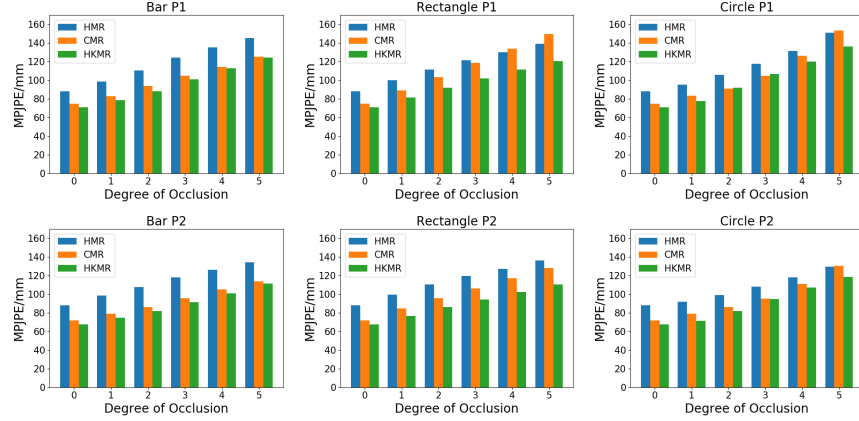 Bar P1
MPJPE/mm
160
140
120
100
80
60
40
20
0
HMR
CMR
HKMR
0 1 2 3 4 5
Degree of Occlusion
Rectangle P1
MPJPE/mm
160
140
120
100
80
60
40
20
0
HMR
CMR
HKMR
0 1 2 3 4 5
Degree of Occlusion
Circle P1
MPJPE/mm
160
140
120
100
80
60
40
20
0
HMR
CMR
HKMR
0 1 2 3 4 5
Degree of Occlusion
Bar P2
MPJPE/mm
160
140
120
100
80
60
40
20
0
HMR
CMR
HKMR
0 1 2 3 4 5
Degree of Occlusion
Rectangle P2
MPJPE/mm
160
140
120
100
80
60
40
20
0
HMR
CMR
HKMR
0 1 2 3 4 5
Degree of Occlusion
Circle P2
MPJPE/mm
160
140
120
100
80
60
40
20
0
HMR
CMR
HKMR
0 1 2 3 4 5
Degree of Occlusion